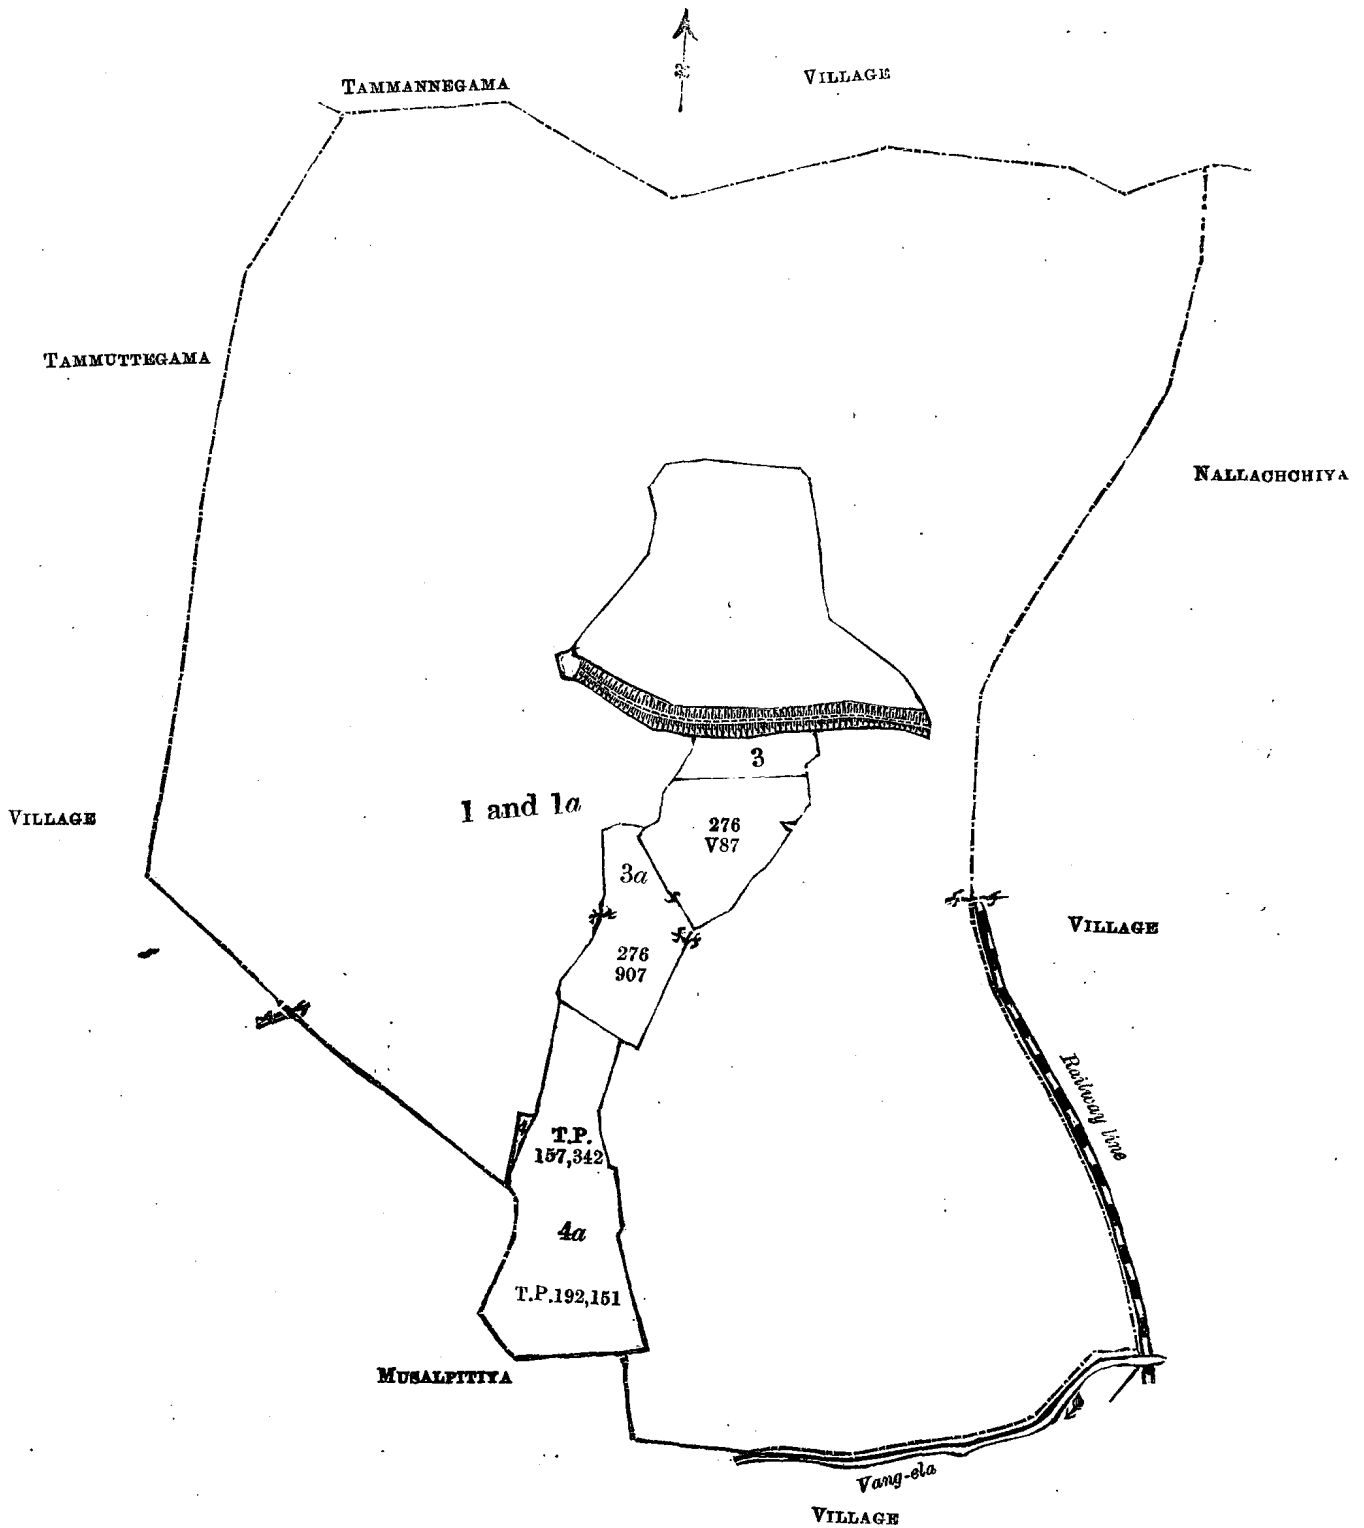 TAMMANNEGAMA VILLAGE
TAMMUTTEGAMA
NALLACHCHIYA
3
1 and 1a
VILLAGE
276
V87
3a
VILLAGE
276
907
Railway line
4
T.P.
157,342
4a
T.P.192,151
MUSALPITIYA
Vang-ela
VILLAGE